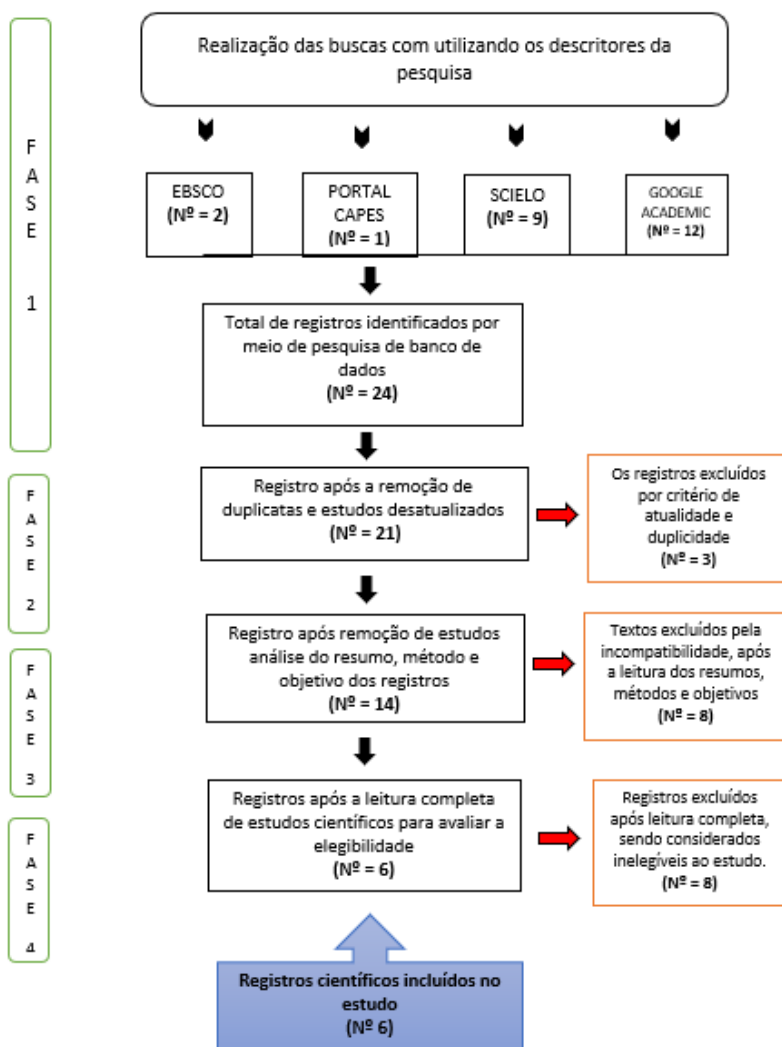 Realização das buscas com utilizando os descritores da
pesquisa
F
A
S
E
1
EBSCO
(Nº = 2)
PORTAL
CAPES
(Nº = 1)
SCIELO
(Nº = 9)
GOOGLE
ACADEMIC
(Nº = 12)
Total de registros identificados por
meio de pesquisa de banco de
dados
(Nº = 24)
F
A
S
E
2
Registro após a remoção de
duplicatas e estudos desatualizados
(Nº = 21)
Os registros excluídos
por critério de
atualidade e
duplicidade
(Nº = 3)
Registro após remoção de estudos
análise do resumo, método e
objetivo dos registros
(Nº = 14)
Textos excluídos pela
incompatibilidade, após
a leitura dos resumos,
métodos e objetivos
(Nº = 8)
F
A
S
E
3
Registros após a leitura completa
de estudos científicos para avaliar a
elegibilidade
(Nº = 6)
Registros excluídos
após leitura completa,
sendo considerados
inelegíveis ao estudo.
(Nº = 8)
F
A
S
E
4
Registros científicos incluídos no
estudo
(Nº 6)